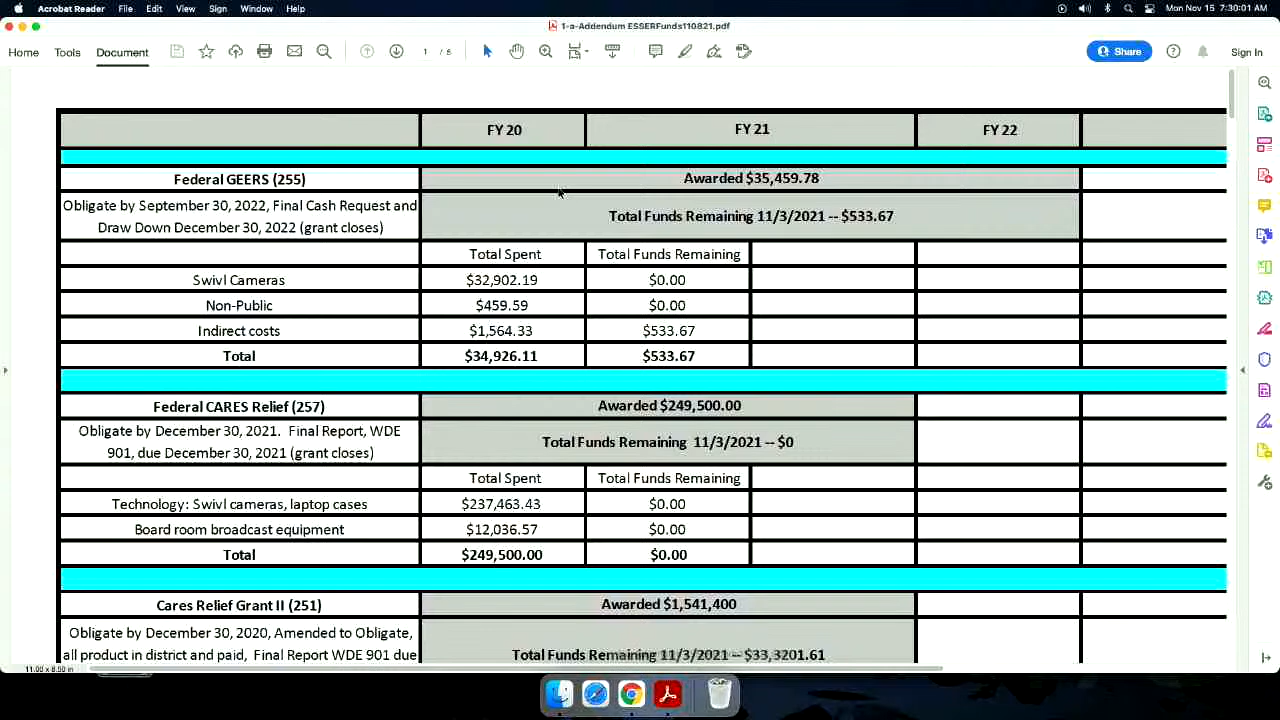 Acrobat Reader File Edit View Sign Window Help Mon Nov 15 7:30:01 AM
1-a-Addendum ESSERFunds110821.pdf
Home Tools Document 1 / 6 Share Sign In
FY 20 FY 21 FY 22
Federal GEERS (255) Awarded $35,459.78
Obligate by September 30, 2022, Final Cash Request and
Draw Down December 30, 2022 (grant closes)
Total Funds Remaining 11/3/2021 -- $533.67
Total Spent Total Funds Remaining
Swivl Cameras $32,902.19 $0.00
Non-Public $459.59 $0.00
Indirect costs $1,564.33 $533.67
Total $34,926.11 $533.67
Federal CARES Relief (257) Awarded $249,500.00
Obligate by December 30, 2021. Final Report, WDE
901, due December 30, 2021 (grant closes)
Total Funds Remaining 11/3/2021 -- $0
Total Spent Total Funds Remaining
Technology: Swivl cameras, laptop cases $237,463.43 $0.00
Board room broadcast equipment $12,036.57 $0.00
Total $249,500.00 $0.00
Cares Relief Grant II (251) Awarded $1,541,400
Obligate by December 30, 2020, Amended to Obligate,
all product in district and paid, Final Report WDE 901 due
Total Funds Remaining 11/3/2021 -- $33,3201.61
11.00 x 8.50 in